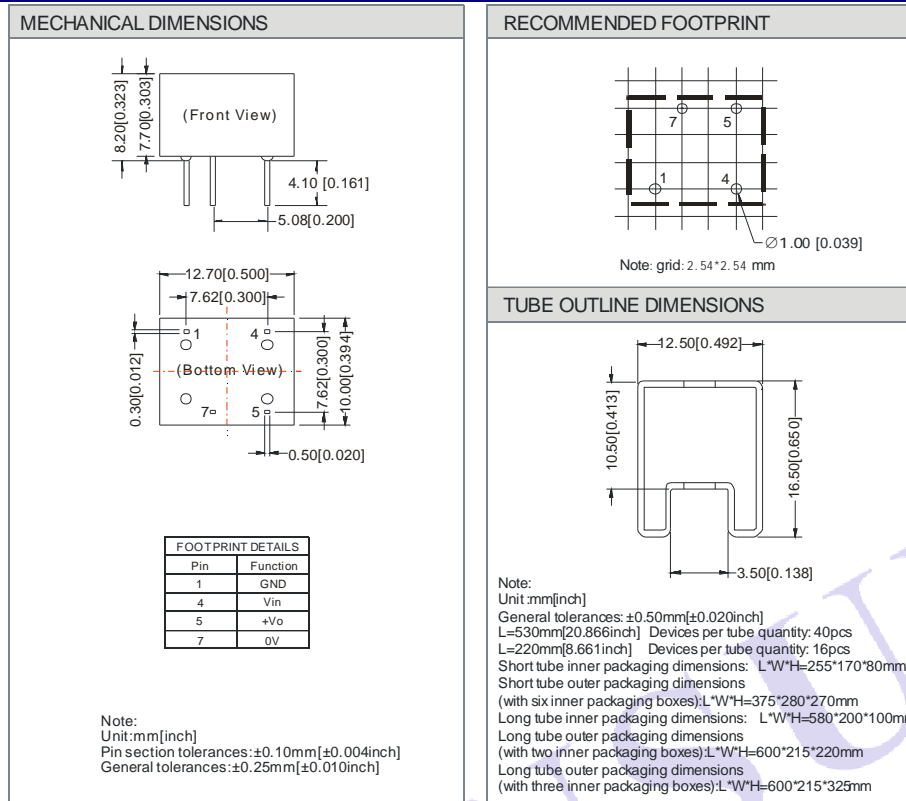 MECHANICAL DIMENSIONS
8.20[0.323]
7.70[0.303]
(Front View)
4.10 [0.161]
5.08[0.200]
12.70[0.500]
7.62[0.300]
1
4
(Bottom View)
7
5
0.30[0.012]
7.62[0.300]
10.00[0.394]
0.50[0.020]
FOOTPRINT DETAILS
Pin Function
1 GND
4 Vin
5 +Vo
7 0V
Note:
Unit:mm[inch]
Pin section tolerances:±0.10mm[±0.004inch]
General tolerances:±0.25mm[±0.010inch]
RECOMMENDED FOOTPRINT
7
5
1
4
∅1.00 [0.039]
Note: grid: 2.54*2.54 mm
TUBE OUTLINE DIMENSIONS
12.50[0.492]
10.50[0.413]
16.50[0.650]
3.50[0.138]
Note:
Unit:mm[inch]
General tolerances: ±0.50mm[±0.020inch]
L=530mm[20.866inch] Devices per tube quantity: 40pcs
L=220mm[8.661inch] Devices per tube quantity: 16pcs
Short tube inner packaging dimensions: L*W*H=255*170*80mm
Short tube outer packaging dimensions
(with six inner packaging boxes):L*W*H=375*280*270mm
Long tube inner packaging dimensions: L*W*H=580*200*100m
Long tube outer packaging dimensions
(with two inner packaging boxes):L*W*H=600*215*220mm
Long tube outer packaging dimensions
(with three inner packaging boxes):L*W*H=600*215*325mm